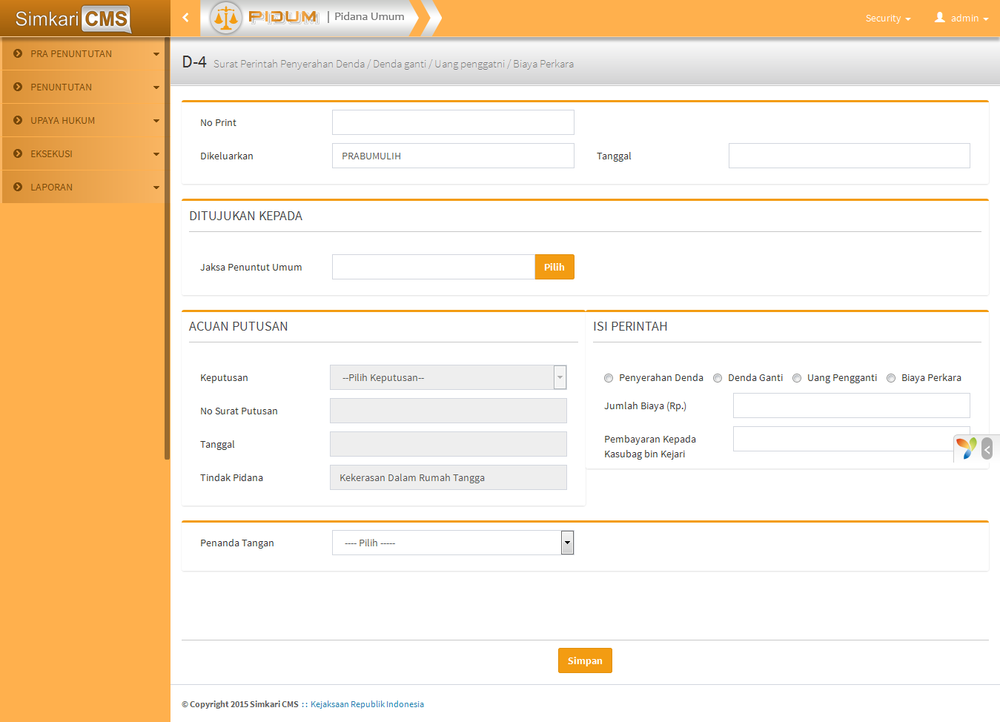 Simkari CMS
PIDUM | Pidana Umum
Security
admin
PRA PENUNTUTAN
PENUNTUTAN
UPAYA HUKUM
EKSEKUSI
LAPORAN
D-4 Surat Perintah Penyerahan Denda / Denda ganti / Uang penggatni / Biaya Perkara
No Print
Dikeluarkan PRABUMULIH Tanggal
DITUJUKAN KEPADA
Jaksa Penuntut Umum Pilih
ACUAN PUTUSAN
Keputusan --Pilih Keputusan--
No Surat Putusan
Tanggal
Tindak Pidana Kekerasan Dalam Rumah Tangga
ISI PERINTAH
Penyerahan Denda Denda Ganti Uang Pengganti Biaya Perkara
Jumlah Biaya (Rp.)
Pembayaran Kepada
Kasubag bin Kejari
Penanda Tangan ---- Pilih -----
Simpan
© Copyright 2015 Simkari CMS :: Kejaksaan Republik Indonesia